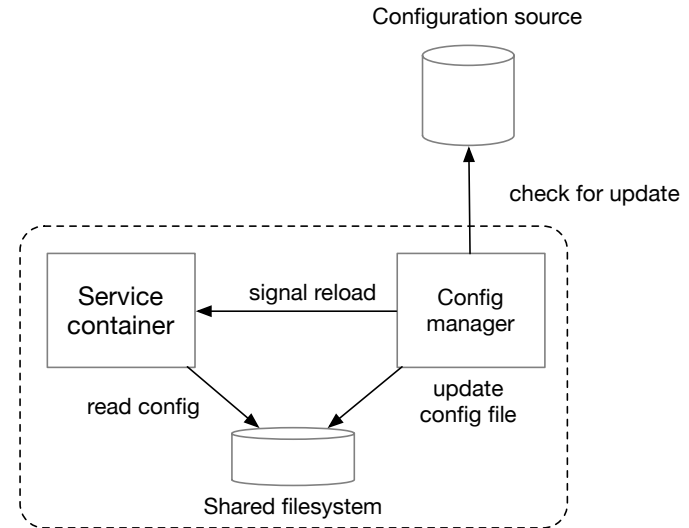 Configuration source
check for update
Service
container
signal reload
Config
manager
read config
update
config file
Shared filesystem